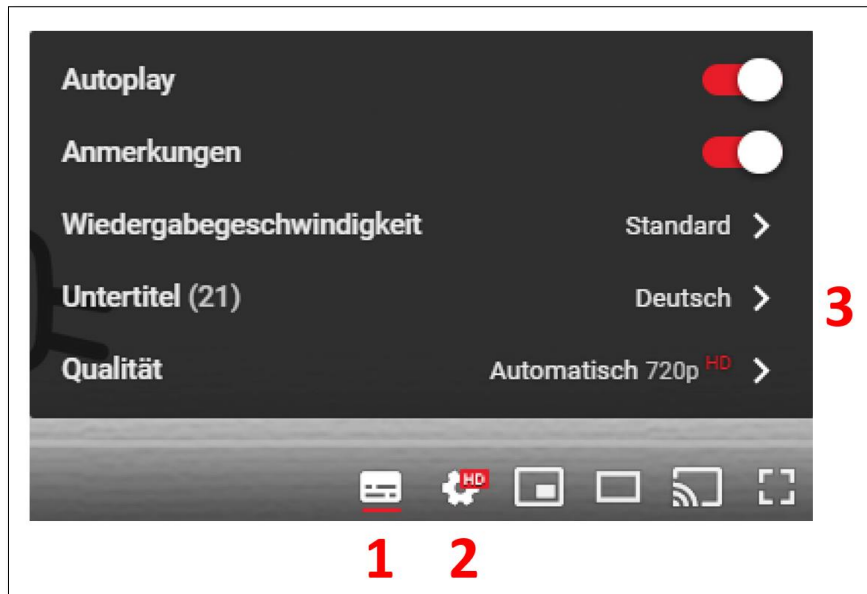 Autoplay
Anmerkungen
Wiedergabegeschwindigkeit Standard
Untertitel (21) Deutsch
3
Qualität Automatisch 720p HD
HD
1 2